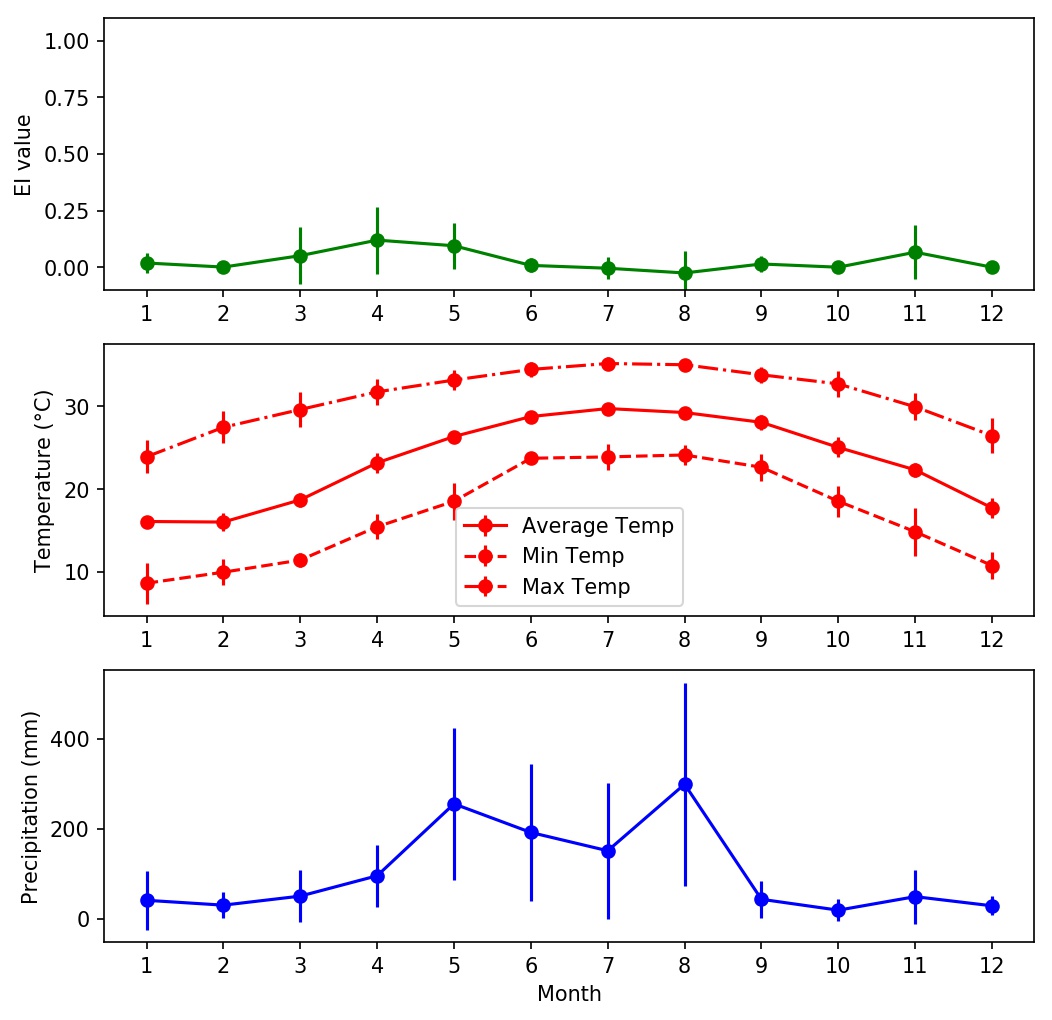 EI value
1.00
0.75
0.50
0.25
0.00
1 2 3 4 5 6 7 8 9 10 11 12
Temperature (°C)
30
20
10
Average Temp
Min Temp
Max Temp
1 2 3 4 5 6 7 8 9 10 11 12
Precipitation (mm)
400
200
0
1 2 3 4 5 6 7 8 9 10 11 12
Month